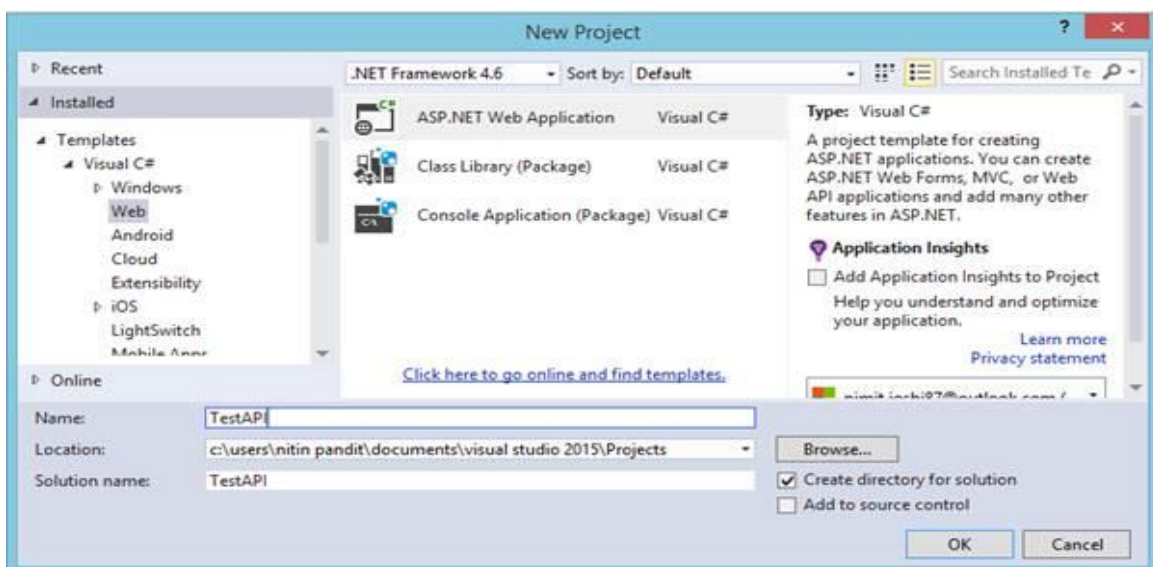 New Project
?
Recent
Installed
Templates
Visual C#
Windows
Web
Android
Cloud
Extensibility
iOS
LightSwitch
Mobile Apps
Online
.NET Framework 4.6
Sort by: Default
Search Installed Te
ASP.NET Web Application Visual C#
Class Library (Package) Visual C#
Console Application (Package) Visual C#
Click here to go online and find templates.
Type: Visual C#
A project template for creating
ASP.NET applications. You can create
ASP.NET Web Forms, MVC, or Web
API applications and add many other
features in ASP.NET.
Application Insights
Add Application Insights to Project
Help you understand and optimize
your application.
Learn more
Privacy statement
Name: TestAPI
Location: c:\users\nitin pandit\documents\visual studio 2015\Projects
Browse...
Solution name: TestAPI
Create directory for solution
Add to source control
OK
Cancel